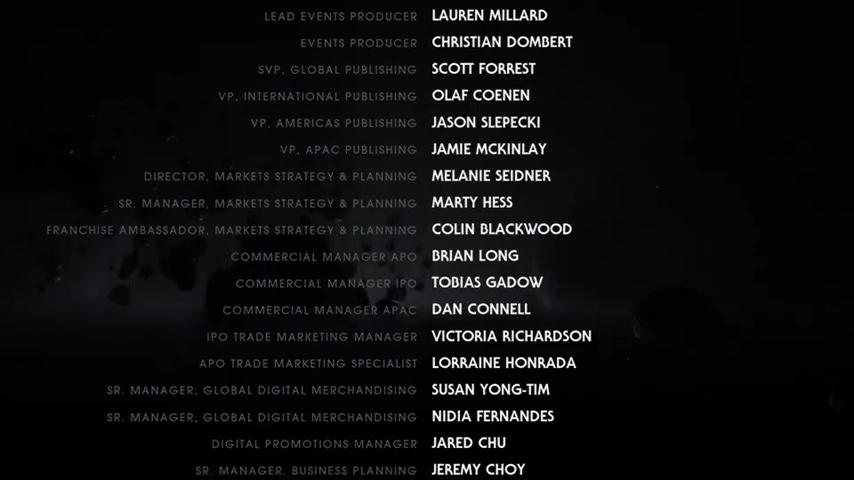 LEAD EVENTS PRODUCER LAUREN MILLARD
EVENTS PRODUCER CHRISTIAN DOMBERT
SVP, GLOBAL PUBLISHING SCOTT FORREST
VP, INTERNATIONAL PUBLISHING OLAF COENEN
VP, AMERICAS PUBLISHING JASON SLEPECKI
VP, APAC PUBLISHING JAMIE MCKINLAY
DIRECTOR, MARKETS STRATEGY & PLANNING MELANIE SEIDNER
SR. MANAGER, MARKETS STRATEGY & PLANNING MARTY HESS
FRANCHISE AMBASSADOR, MARKETS STRATEGY & PLANNING COLIN BLACKWOOD
COMMERCIAL MANAGER APO BRIAN LONG
COMMERCIAL MANAGER IPO TOBIAS GADOW
COMMERCIAL MANAGER APAC DAN CONNELL
IPO TRADE MARKETING MANAGER VICTORIA RICHARDSON
APO TRADE MARKETING SPECIALIST LORRAINE HONRADA
SR. MANAGER, GLOBAL DIGITAL MERCHANDISING SUSAN YONG-TIM
SR. MANAGER, GLOBAL DIGITAL MERCHANDISING NIDIA FERNANDES
DIGITAL PROMOTIONS MANAGER JARED CHU
SR. MANAGER, BUSINESS PLANNING JEREMY CHOY